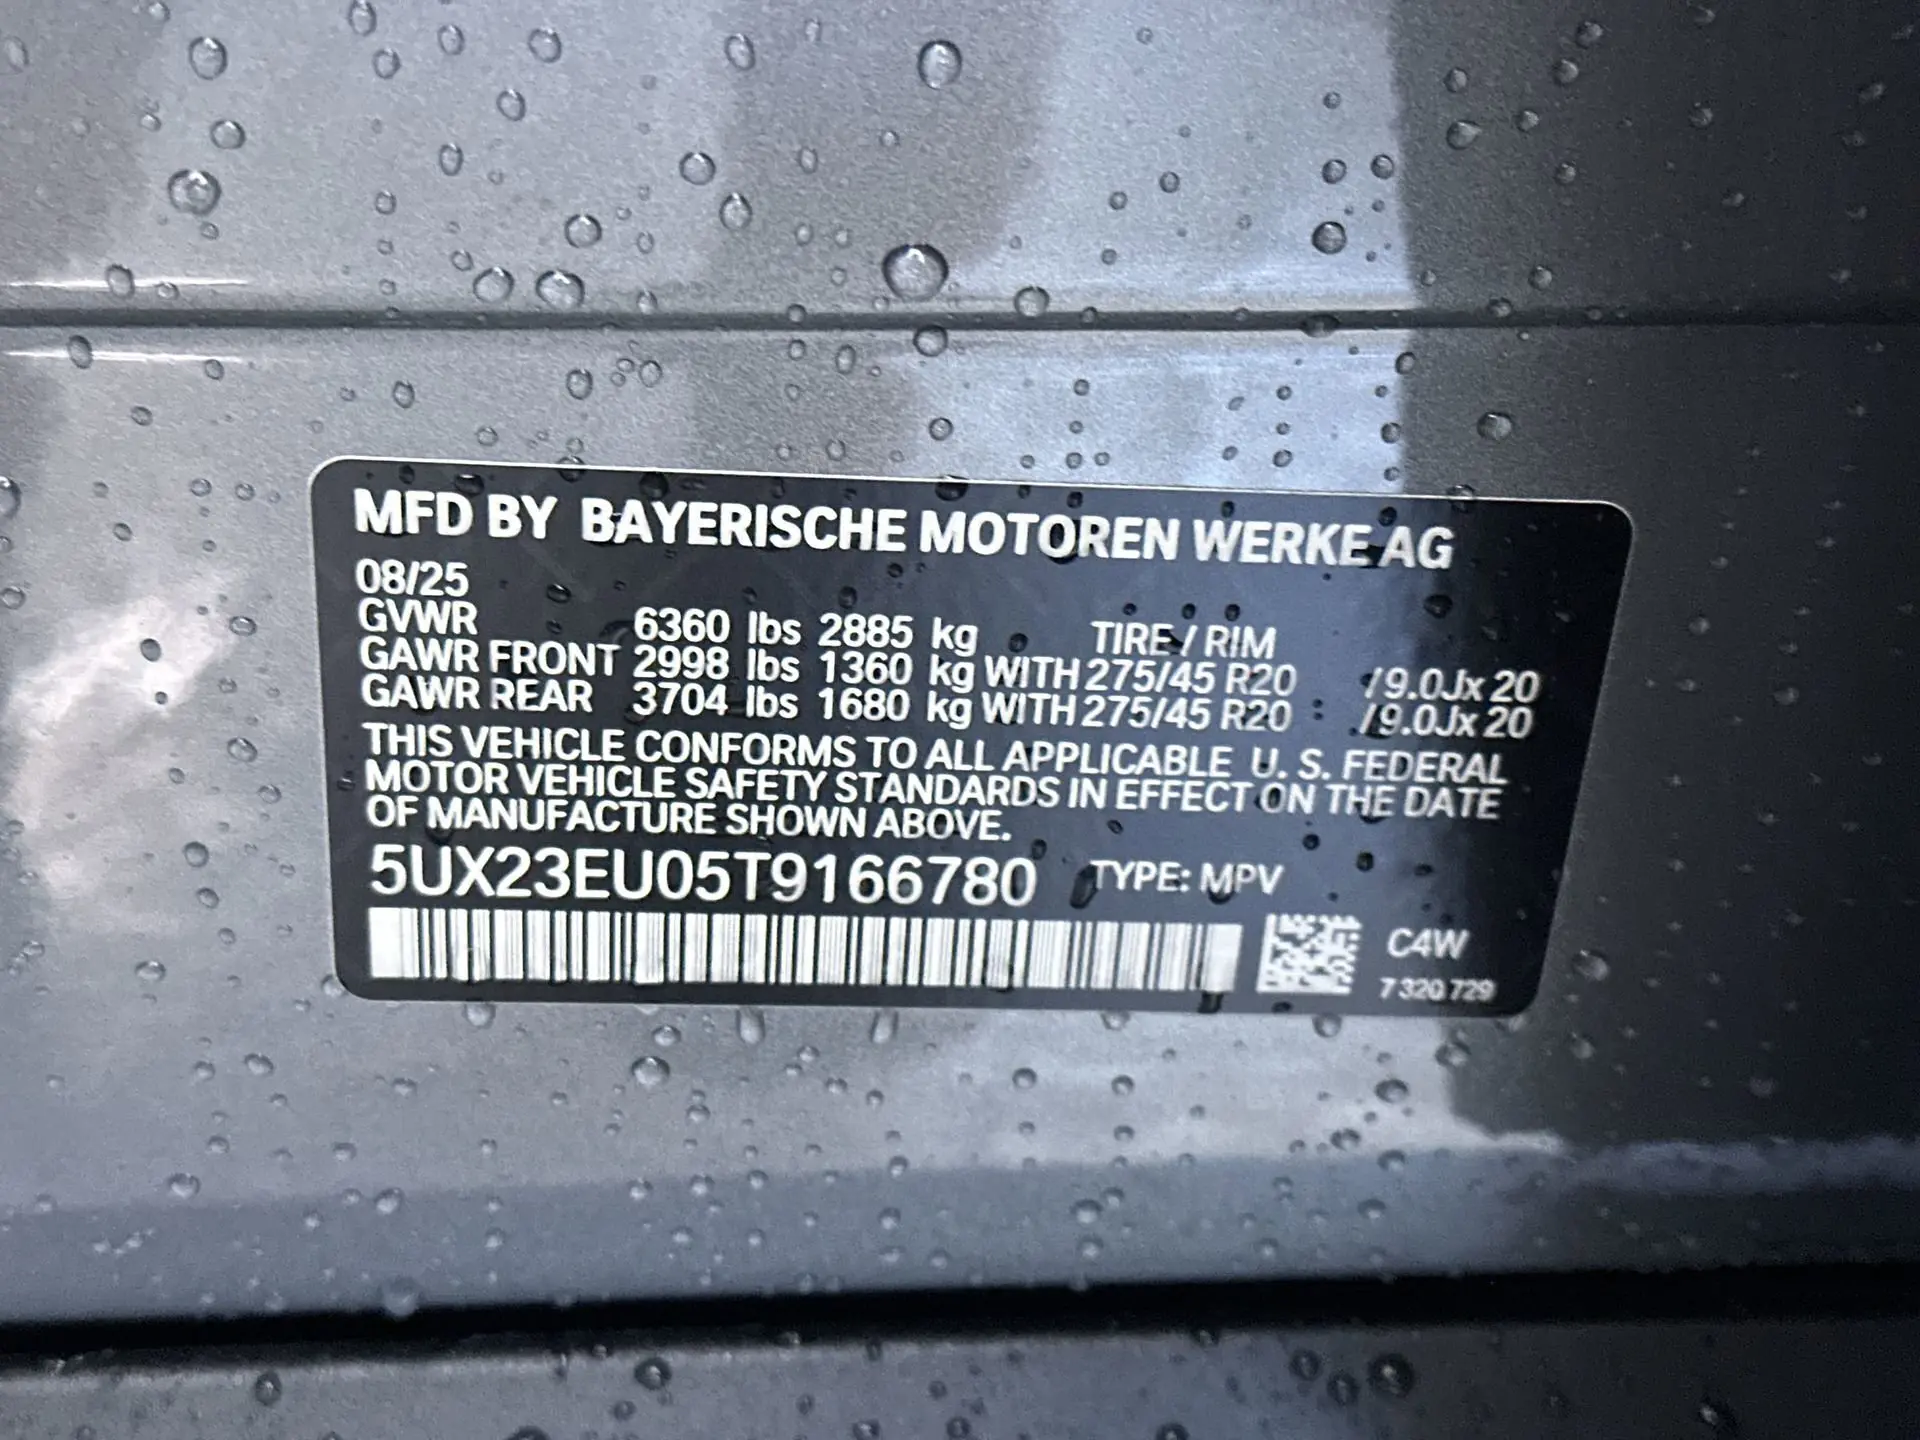 MFD BY BAYERISCHE MOTOREN WERKE AG
08/25
GVWR 6360 lbs 2885 kg TIRE / RIM
GAWR FRONT 2998 lbs 1360 kg WITH 275/45 R20 / 9.0Jx 20
GAWR REAR 3704 lbs 1680 kg WITH 275/45 R20 / 9.0Jx 20
THIS VEHICLE CONFORMS TO ALL APPLICABLE U. S. FEDERAL
MOTOR VEHICLE SAFETY STANDARDS IN EFFECT ON THE DATE
OF MANUFACTURE SHOWN ABOVE.
5UX23EU05T9166780 TYPE: MPV
C4W
7 320 729